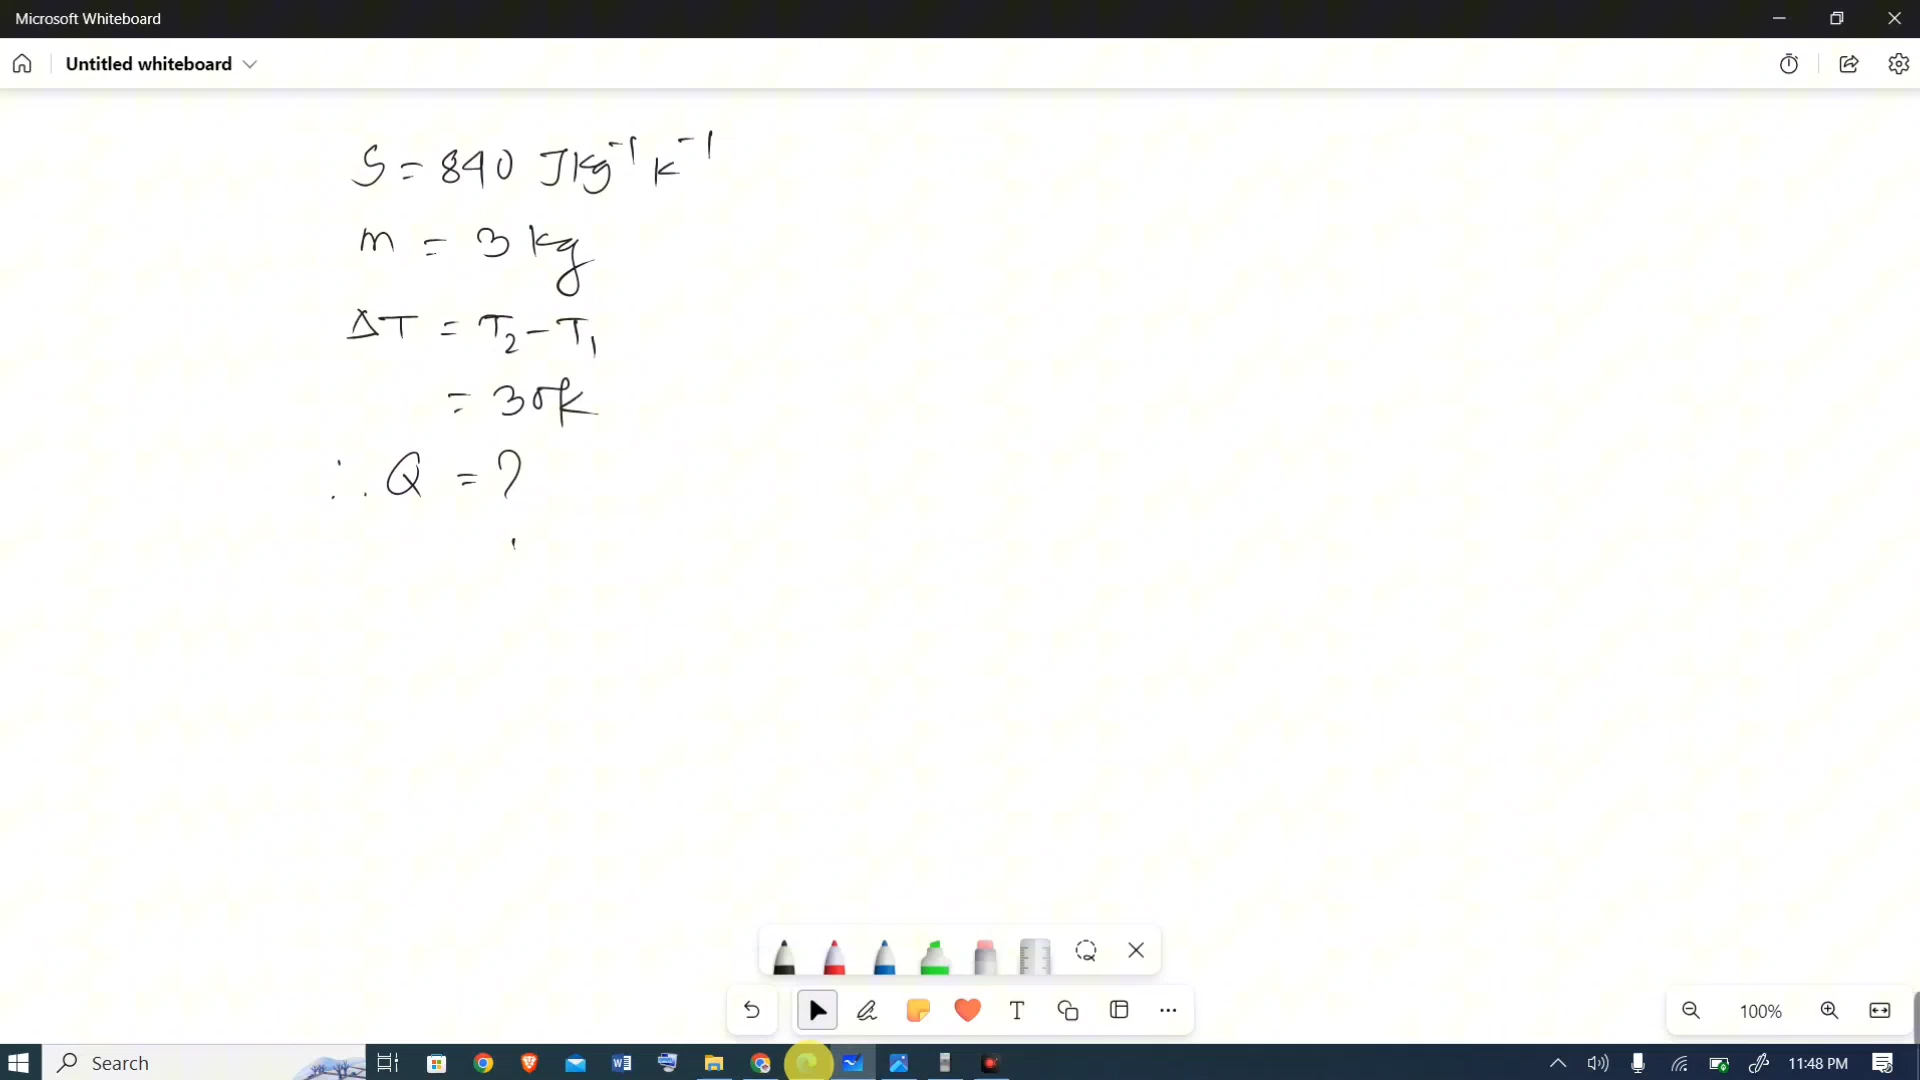 Microsoft Whiteboard
Untitled whiteboard
S = 840 Jkg⁻¹ K⁻¹
m = 3 kg
ΔT = T₂ - T₁
= 30K
∴ Q = ?
100%
Search
11:48 PM